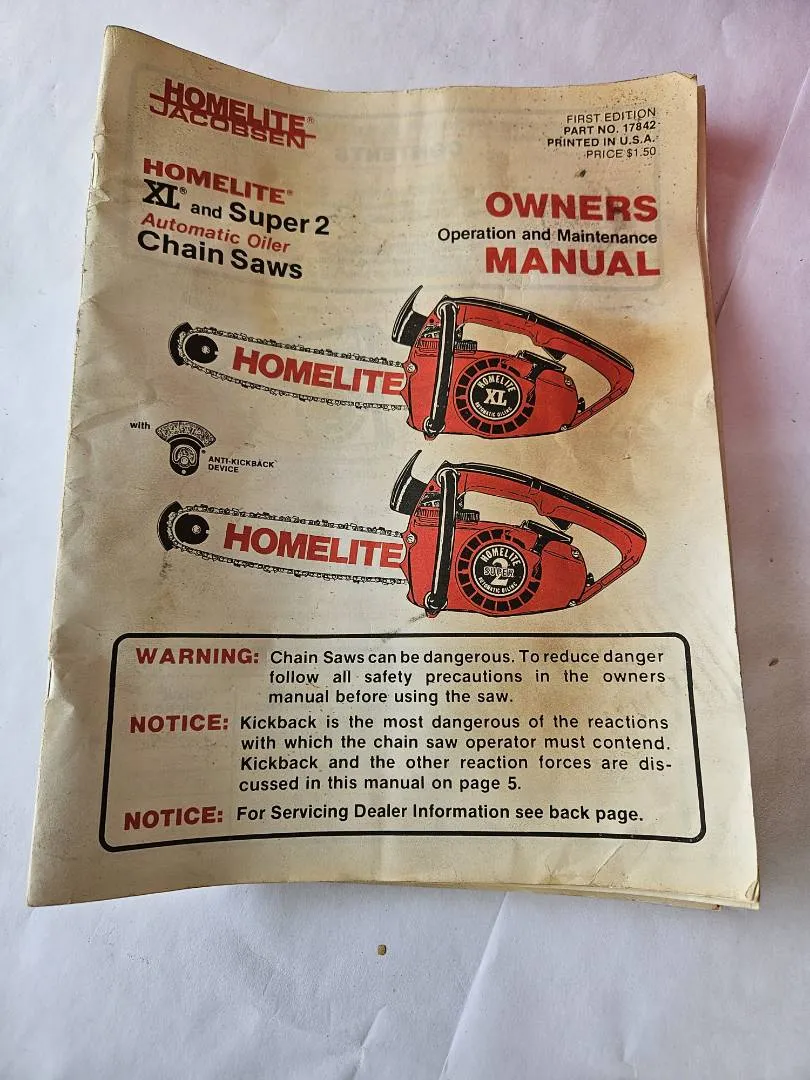 HOMELITE®
JACOBSEN
FIRST EDITION
PART NO. 17842
PRINTED IN U.S.A.
PRICE $1.50
HOMELITE®
XL® and Super 2
Automatic Oiler
Chain Saws
OWNERS
Operation and Maintenance
MANUAL
HOMELITE
HOMELITE
XL
AUTOMATIC OILING
with
ANTI-KICKBACK
DEVICE
HOMELITE
HOMELITE
SUPER
2
AUTOMATIC OILING
WARNING: Chain Saws can be dangerous. To reduce danger
follow all safety precautions in the owners
manual before using the saw.
NOTICE: Kickback is the most dangerous of the reactions
with which the chain saw operator must contend.
Kickback and the other reaction forces are dis-
cussed in this manual on page 5.
NOTICE: For Servicing Dealer Information see back page.